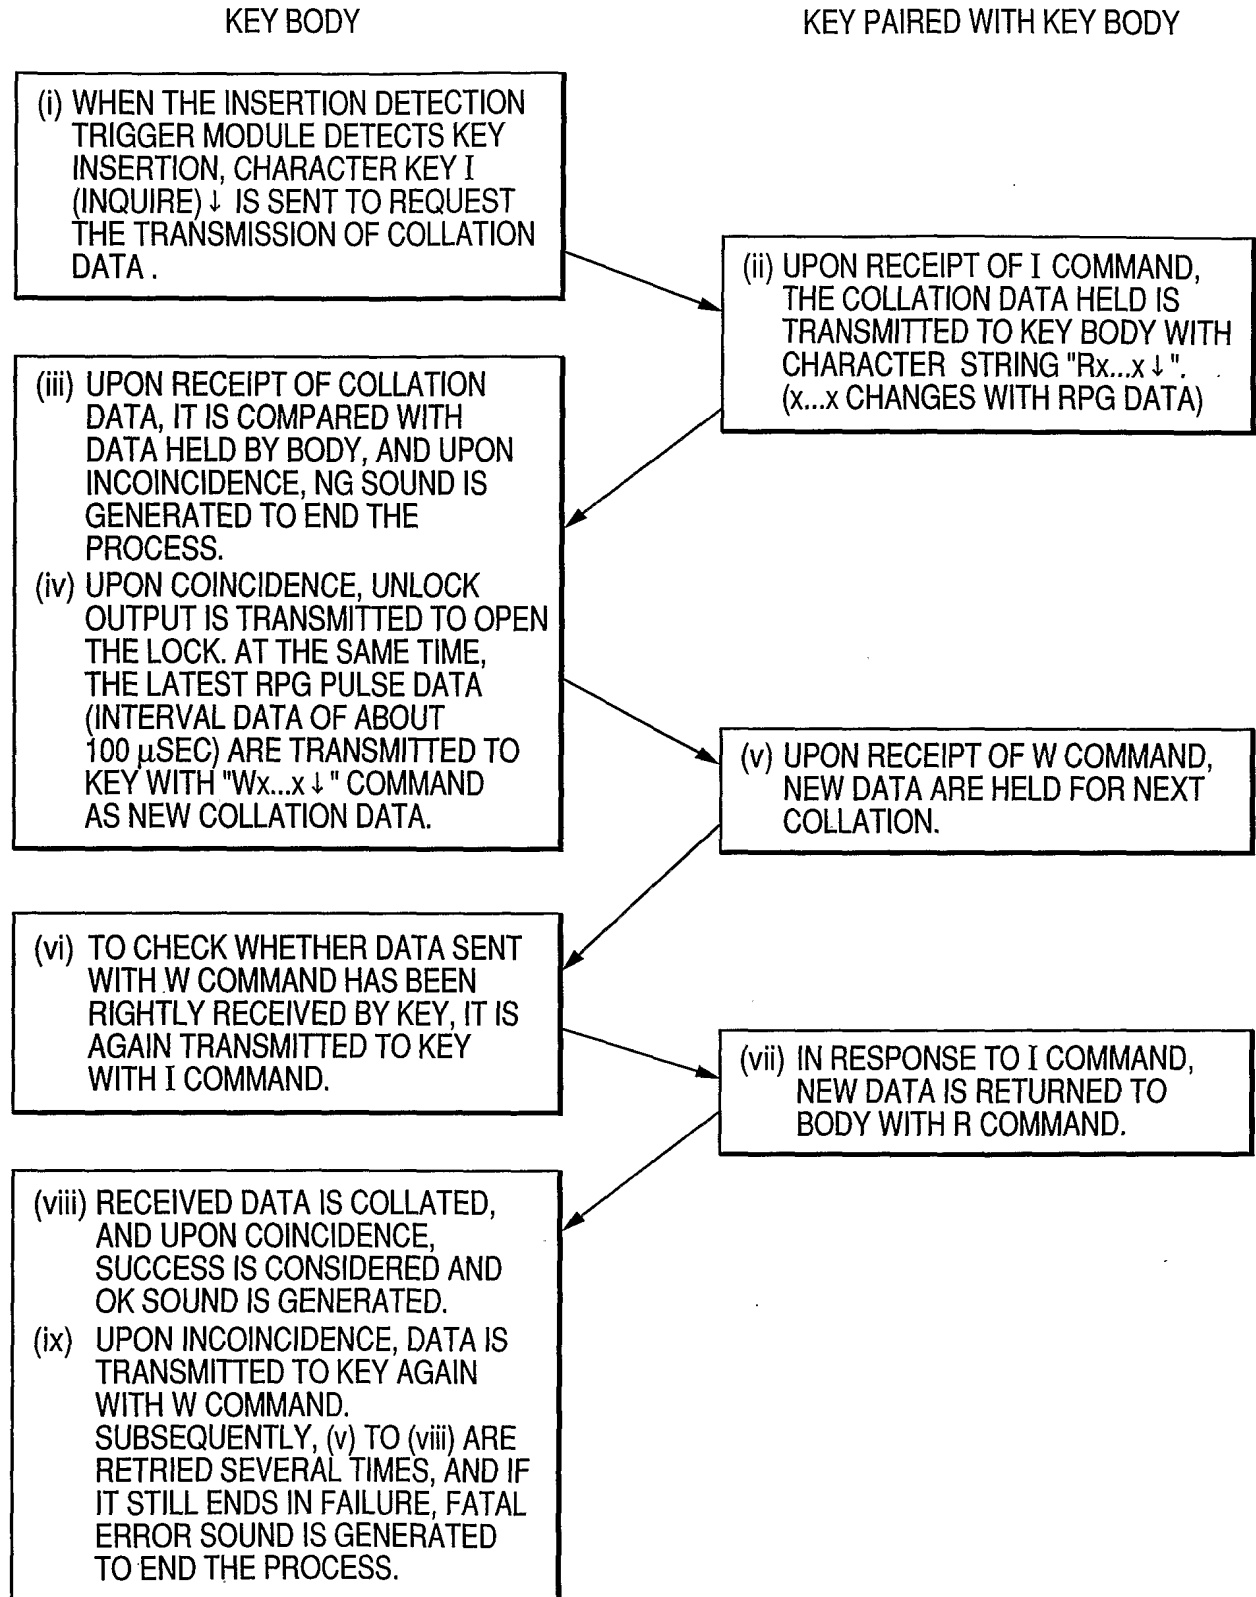 KEY BODY
KEY PAIRED WITH KEY BODY
(i) WHEN THE INSERTION DETECTION
TRIGGER MODULE DETECTS KEY
INSERTION, CHARACTER KEY I
(INQUIRE)↓ IS SENT TO REQUEST
THE TRANSMISSION OF COLLATION
DATA.
(ii) UPON RECEIPT OF I COMMAND,
THE COLLATION DATA HELD IS
TRANSMITTED TO KEY BODY WITH
CHARACTER STRING "Rx...x↓".
(x...x CHANGES WITH RPG DATA)
(iii) UPON RECEIPT OF COLLATION
DATA, IT IS COMPARED WITH
DATA HELD BY BODY, AND UPON
INCOINCIDENCE, NG SOUND IS
GENERATED TO END THE
PROCESS.
(iv) UPON COINCIDENCE, UNLOCK
OUTPUT IS TRANSMITTED TO OPEN
THE LOCK. AT THE SAME TIME,
THE LATEST RPG PULSE DATA
(INTERVAL DATA OF ABOUT
100 µSEC) ARE TRANSMITTED TO
KEY WITH "Wx...x↓" COMMAND
AS NEW COLLATION DATA.
(v) UPON RECEIPT OF W COMMAND,
NEW DATA ARE HELD FOR NEXT
COLLATION.
(vi) TO CHECK WHETHER DATA SENT
WITH W COMMAND HAS BEEN
RIGHTLY RECEIVED BY KEY, IT IS
AGAIN TRANSMITTED TO KEY
WITH I COMMAND.
(vii) IN RESPONSE TO I COMMAND,
NEW DATA IS RETURNED TO
BODY WITH R COMMAND.
(viii) RECEIVED DATA IS COLLATED,
AND UPON COINCIDENCE,
SUCCESS IS CONSIDERED AND
OK SOUND IS GENERATED.
(ix) UPON INCOINCIDENCE, DATA IS
TRANSMITTED TO KEY AGAIN
WITH W COMMAND.
SUBSEQUENTLY, (v) TO (viii) ARE
RETRIED SEVERAL TIMES, AND IF
IT STILL ENDS IN FAILURE, FATAL
ERROR SOUND IS GENERATED
TO END THE PROCESS.